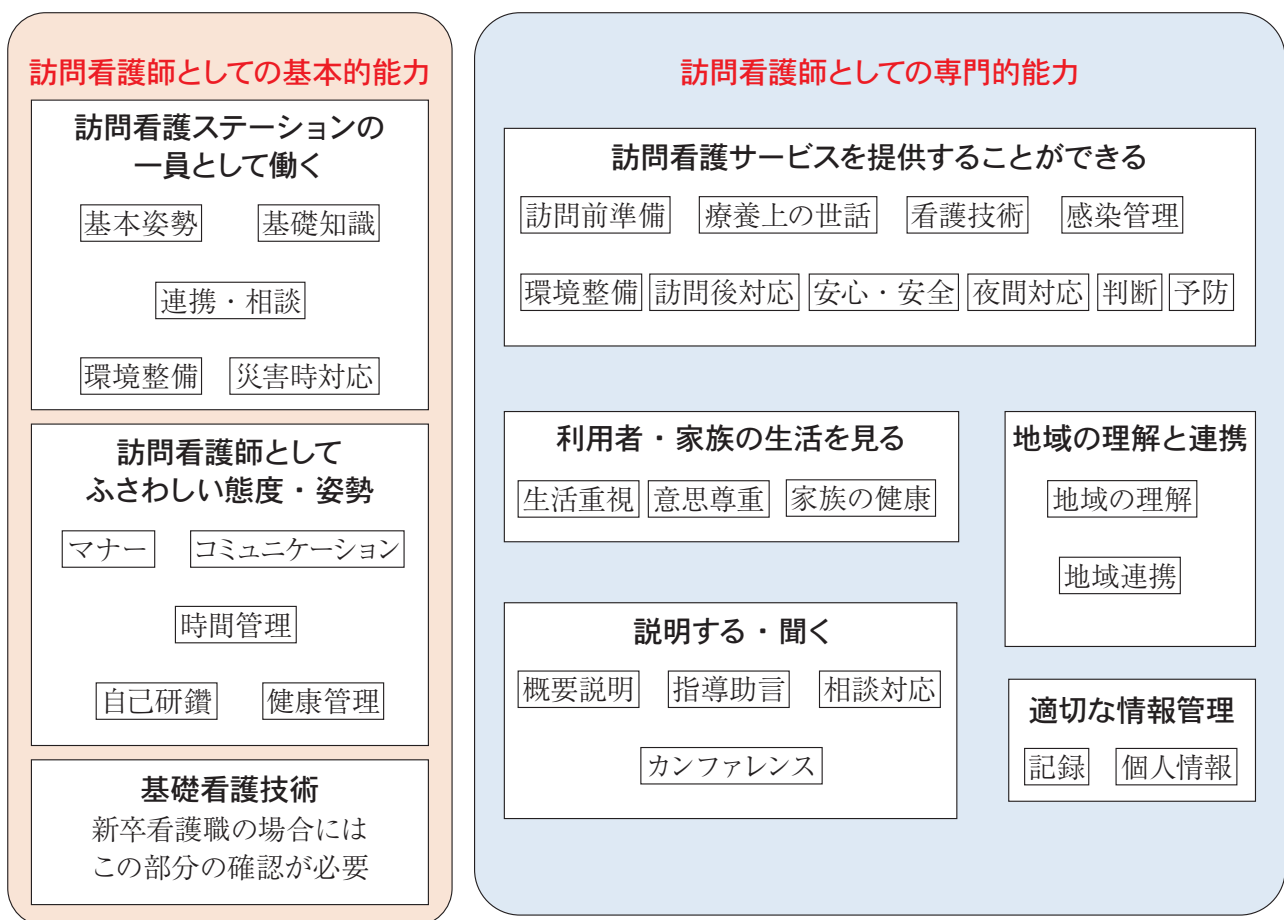 訪問看護師としての基本的能力
訪問看護ステーションの
一員として働く
基本姿勢 基礎知識
連携・相談
環境整備 災害時対応
訪問看護師として
ふさわしい態度・姿勢
マナー コミュニケーション
時間管理
自己研鑽 健康管理
基礎看護技術
新卒看護職の場合には
この部分の確認が必要
訪問看護師としての専門的能力
訪問看護サービスを提供することができる
訪問前準備 療養上の世話 看護技術 感染管理
環境整備 訪問後対応 安心・安全 夜間対応 判断 予防
利用者・家族の生活を見る
生活重視 意思尊重 家族の健康
説明する・聞く
概要説明 指導助言 相談対応
カンファレンス
地域の理解と連携
地域の理解
地域連携
適切な情報管理
記録 個人情報